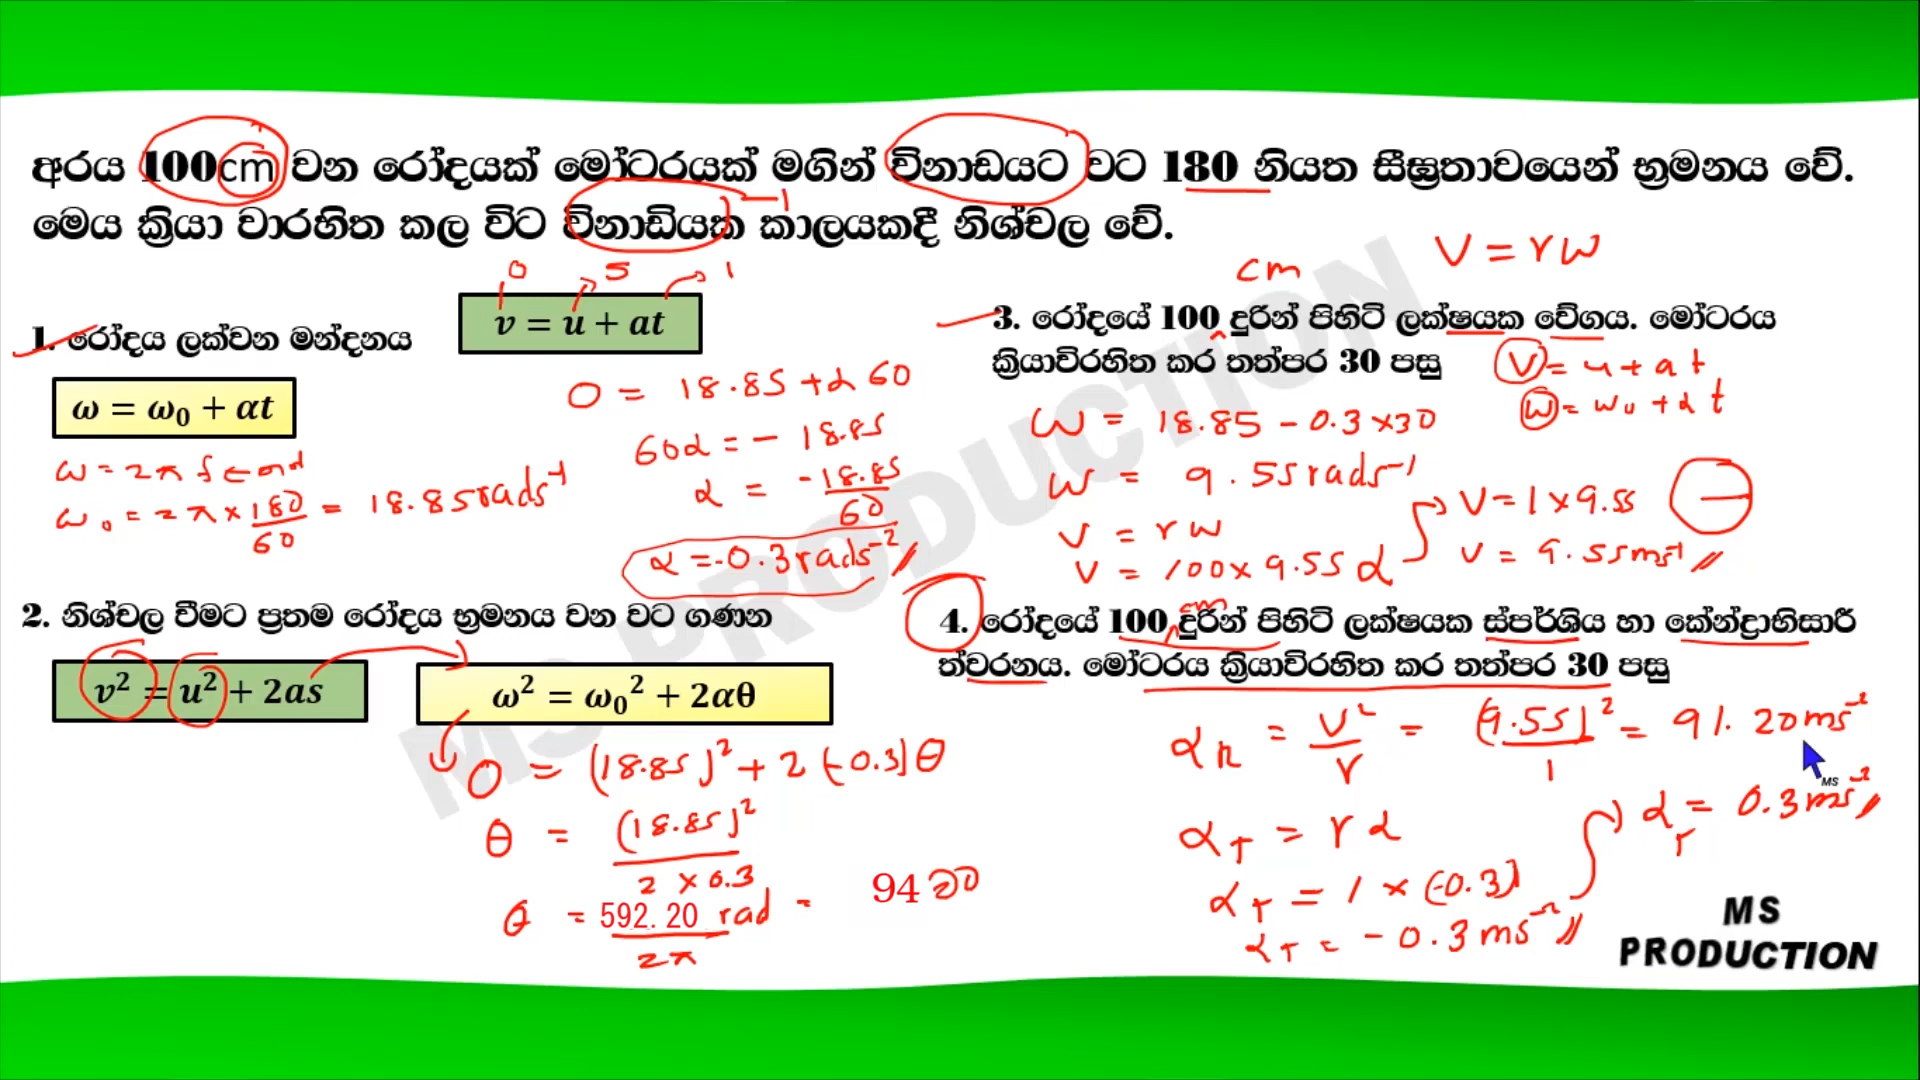 අරය 100cm වන රෝදයක් මෝටරයක් මගින් විනාඩයට වට 180 නියත සීඝ්‍රතාවයෙන් භ්‍රමනය වේ.
මෙය ක්‍රියා වාරහිත කල විට විනාඩියක කාලයකදී නිශ්චල වේ.
1. රෝදය ලක්වන මන්දනය
0 5 1
v = u + at
ω = ω₀ + αt
ω = 2πf
ω₀ = 2π × 180/60 = 18.85 rads⁻¹
0 = 18.85 + α 60
60α = - 18.85
α = -18.85/60
α = -0.3 rads⁻²
2. නිශ්චල වීමට ප්‍රතම රෝදය භ්‍රමනය වන වට ගණන
v² = u² + 2as
ω² = ω₀² + 2αθ
0 = (18.85)² + 2(-0.3)θ
θ = (18.85)²/2 × 0.3
θ = 592.20 rad/2π = 94 වට
V = rω
cm
3. රෝදයේ 100 දුරින් පිහිටි ලක්ෂයක වේගය. මෝටරය
ක්‍රියාවිරහිත කර තත්පර 30 පසු
V = u + at
ω = ω₀ + αt
ω = 18.85 - 0.3 × 30
ω = 9.55 rads⁻¹
V = rω
V = 100 × 9.55
V = 1 × 9.55
V = 9.55 ms⁻¹
cm
4. රෝදයේ 100 දුරින් පිහිටි ලක්ෂයක ස්පර්ශීය හා කේන්ද්‍රාභිසාරී
ත්වරනය. මෝටරය ක්‍රියාවිරහිත කර තත්පර 30 පසු
αR = V²/r = (9.55)²/1 = 91.20 ms⁻²
αT = rα
αT = 1 × (-0.3)
αT = -0.3 ms⁻²
αT = 0.3 ms⁻²
MS
MS
PRODUCTION
MS PRODUCTION